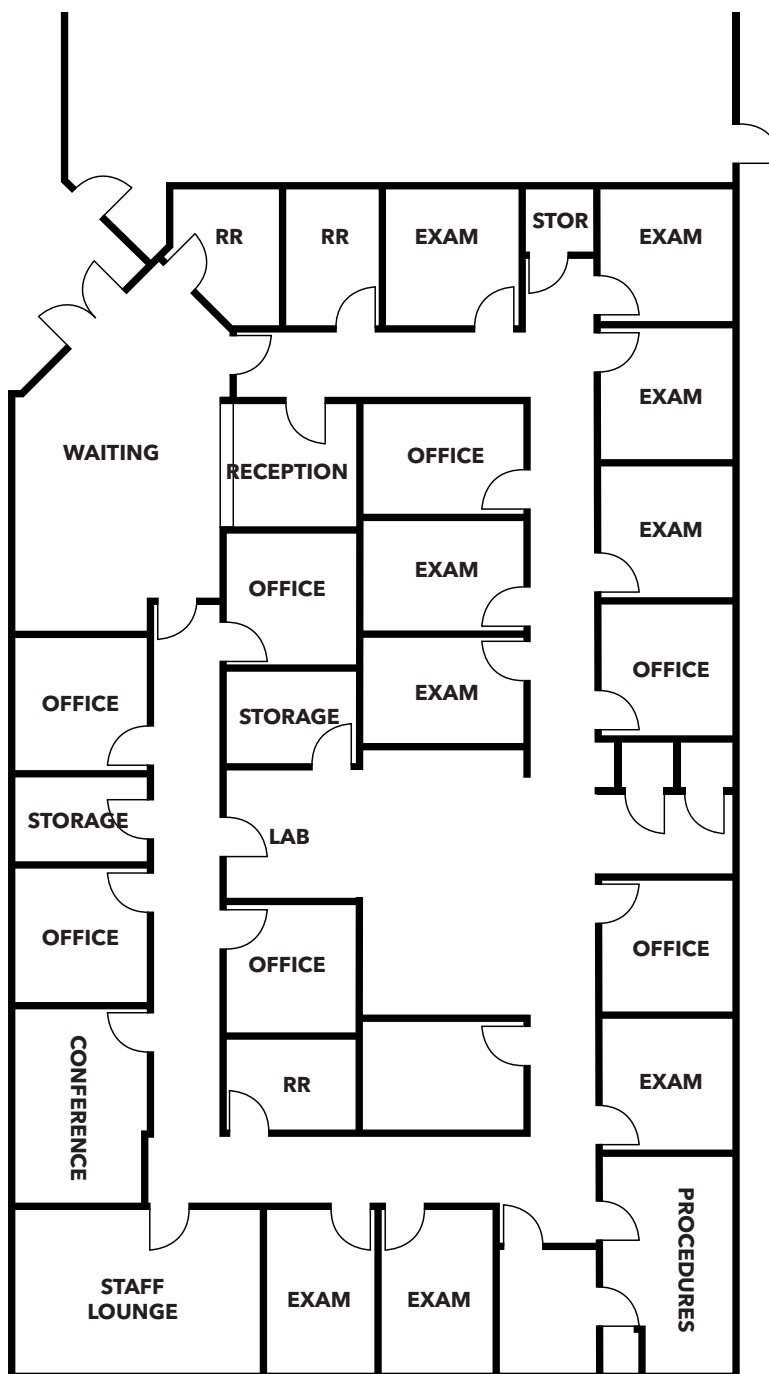 RR
RR
EXAM
STOR
EXAM
EXAM
WAITING
OFFICE
RECEPTION
EXAM
EXAM
OFFICE
OFFICE
EXAM
OFFICE
STORAGE
OFFICE
STORAGE
LAB
OFFICE
OFFICE
OFFICE
CONFERENCE
RR
EXAM
PROCEDURES
STAFF
LOUNGE
EXAM
EXAM